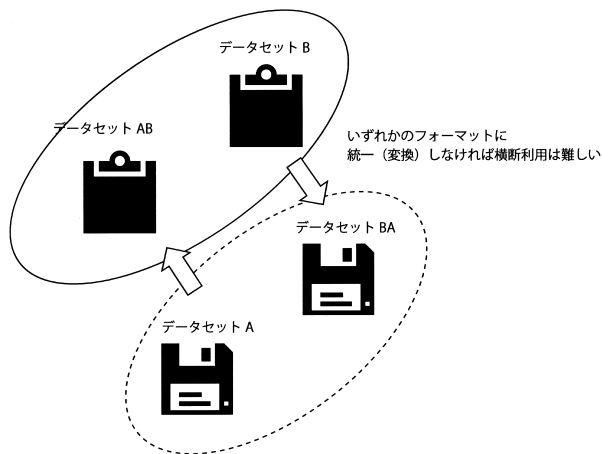 データセット B
データセット AB
いずれかのフォーマットに
統一（変換）しなければ横断利用は難しい
データセット BA
データセット A